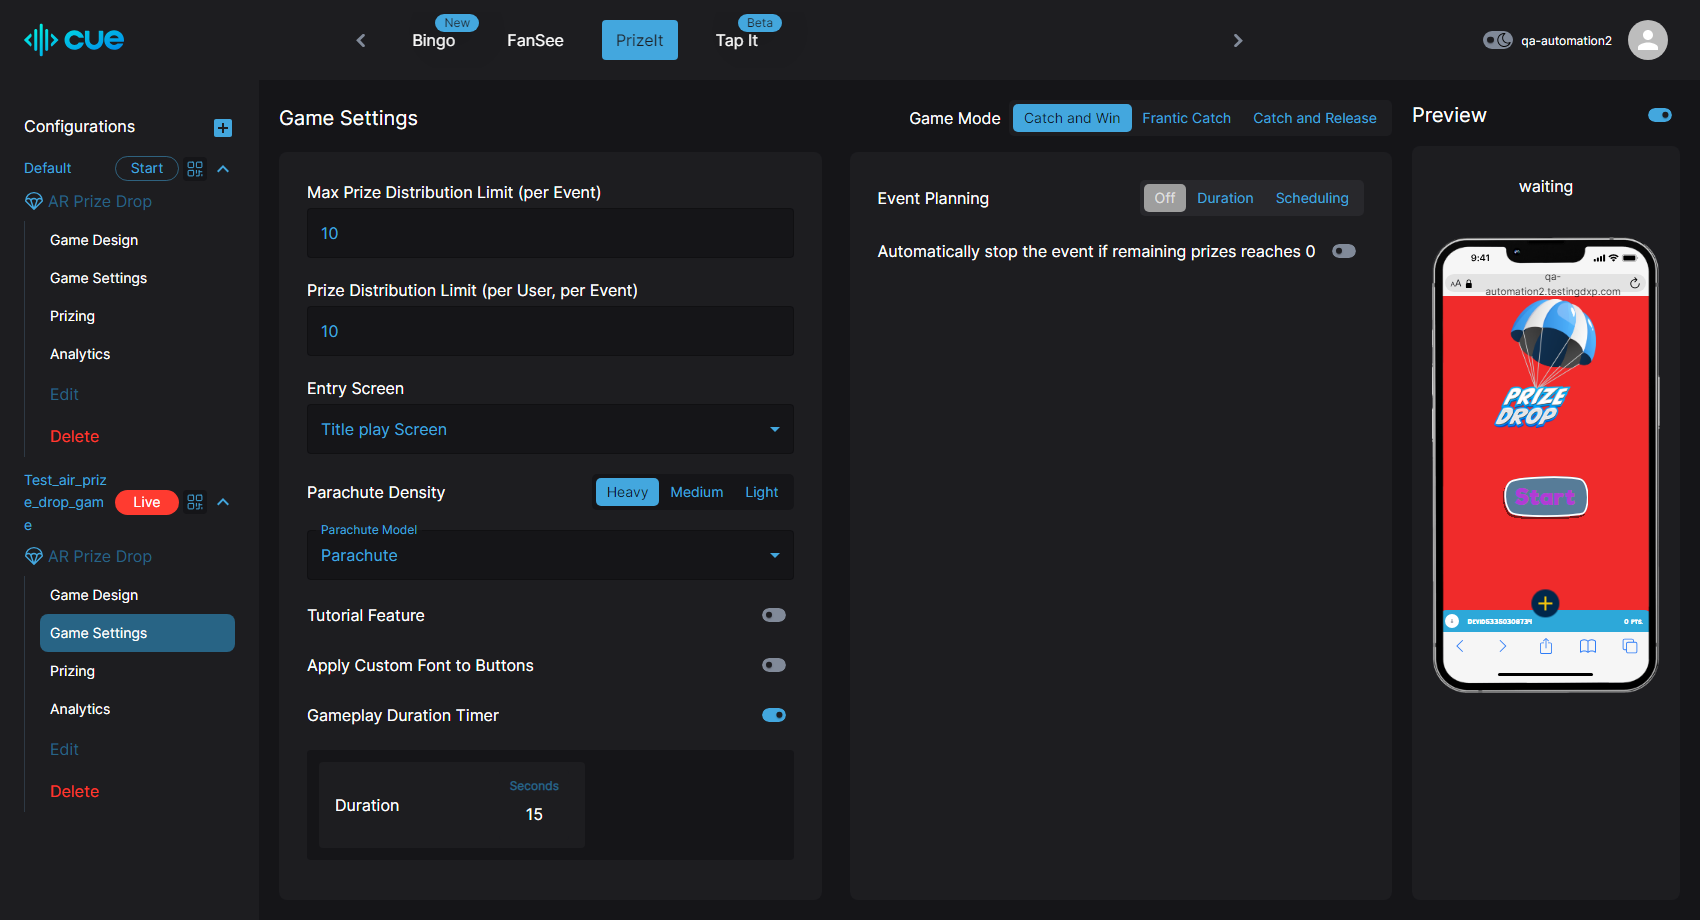 cue
New
Bingo
FanSee
PrizeIt
Beta
Tap It
qa-automation2
Configurations
Default
Start
AR Prize Drop
Game Design
Game Settings
Prizing
Analytics
Edit
Delete
Test_air_priz
e_drop_gam
e
Live
AR Prize Drop
Game Design
Game Settings
Prizing
Analytics
Edit
Delete
Game Settings
Game Mode
Catch and Win
Frantic Catch
Catch and Release
Max Prize Distribution Limit (per Event)
10
Prize Distribution Limit (per User, per Event)
10
Entry Screen
Title play Screen
Parachute Density
Heavy
Medium
Light
Parachute Model
Parachute
Tutorial Feature
Apply Custom Font to Buttons
Gameplay Duration Timer
Duration
Seconds
15
Event Planning
Off
Duration
Scheduling
Automatically stop the event if remaining prizes reaches 0
Preview
waiting
9:41
AA
qa-
automation2.testingdxp.com
PRIZE
DROP
Start
0 PTS.